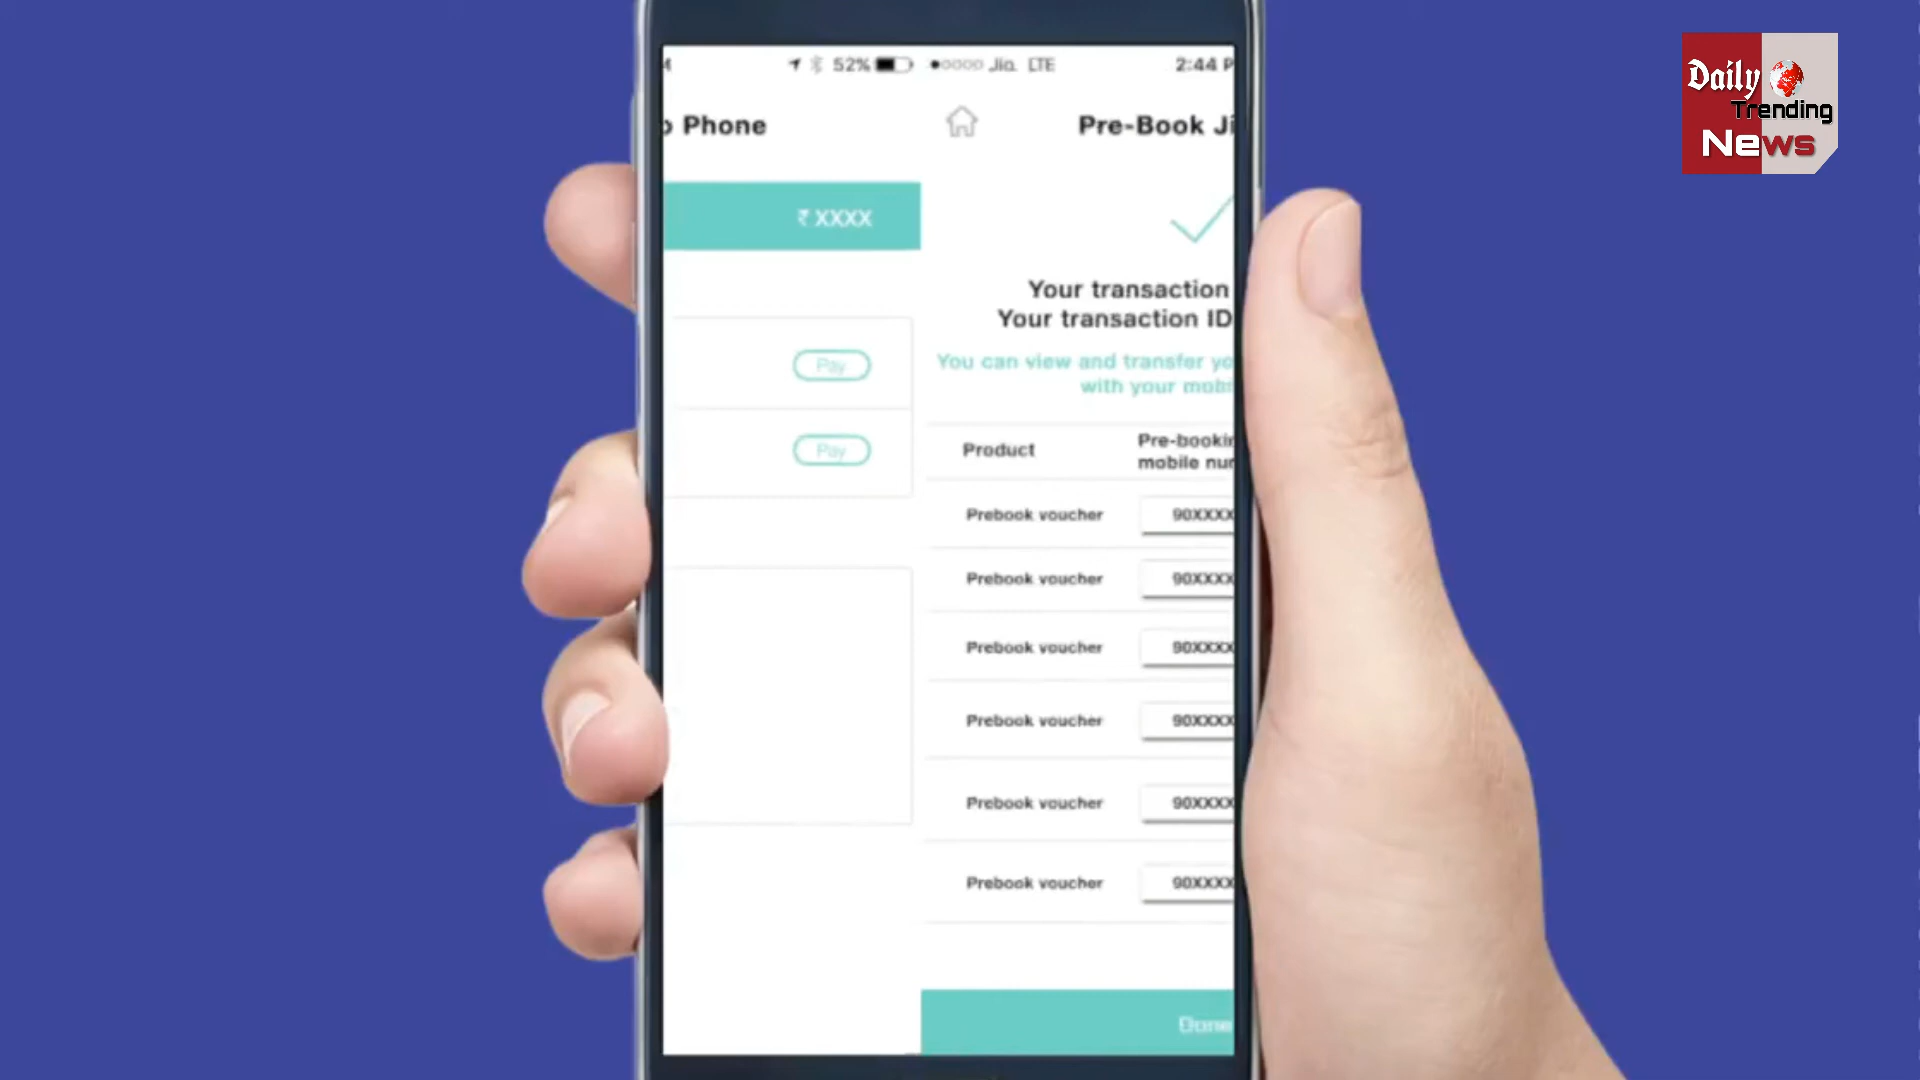 52%
Jio LTE
2:44 P
o Phone
Pre-Book Ji
₹ XXXX
Your transaction
Your transaction ID
You can view and transfer yo
with your mobi
Pay
Pay
Product
Pre-bookin
mobile nur
Prebook voucher 90XXXX
Prebook voucher 90XXXX
Prebook voucher 90XXXX
Prebook voucher 90XXXX
Prebook voucher 90XXXX
Prebook voucher 90XXXX
Done
Daily
Trending
News